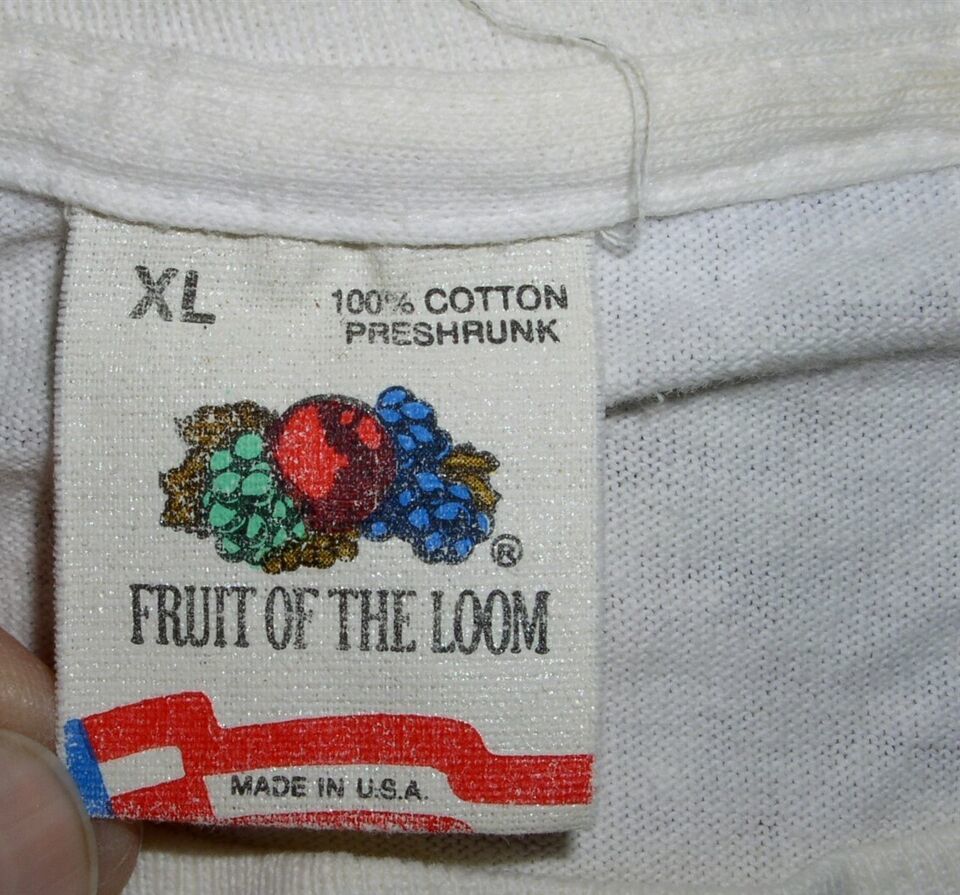 XL
100% COTTON
PRESHRUNK
®
FRUIT OF THE LOOM
MADE IN U.S.A.